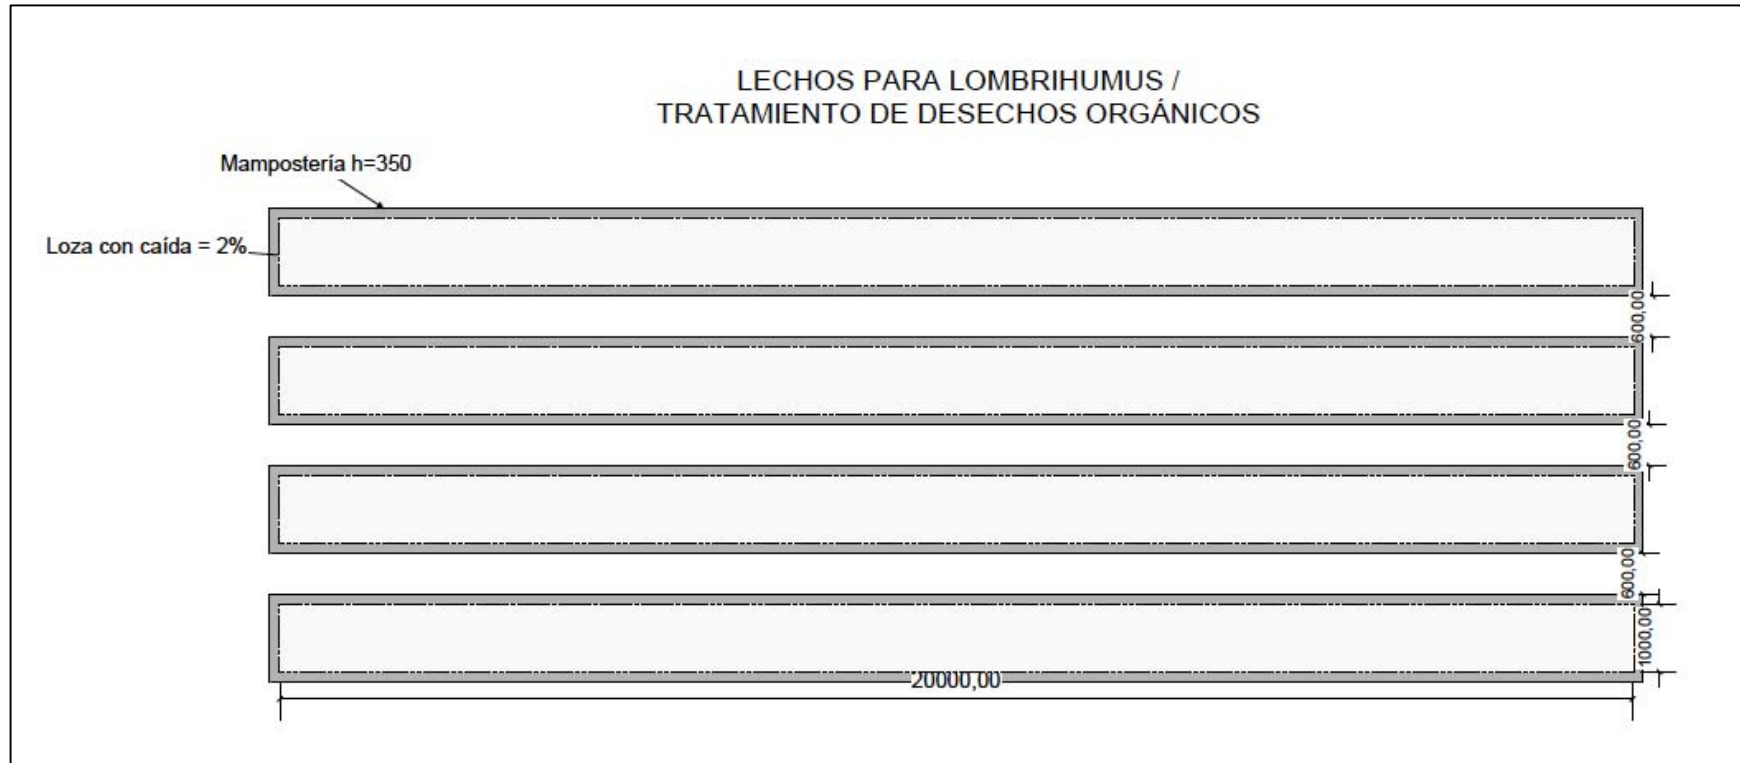 LECHOS PARA LOMBRIHUMUS /
TRATAMIENTO DE DESECHOS ORGÁNICOS
Mampostería h=350
Loza con caída = 2%
600,00
600,00
600,00
1000,00
20000,00